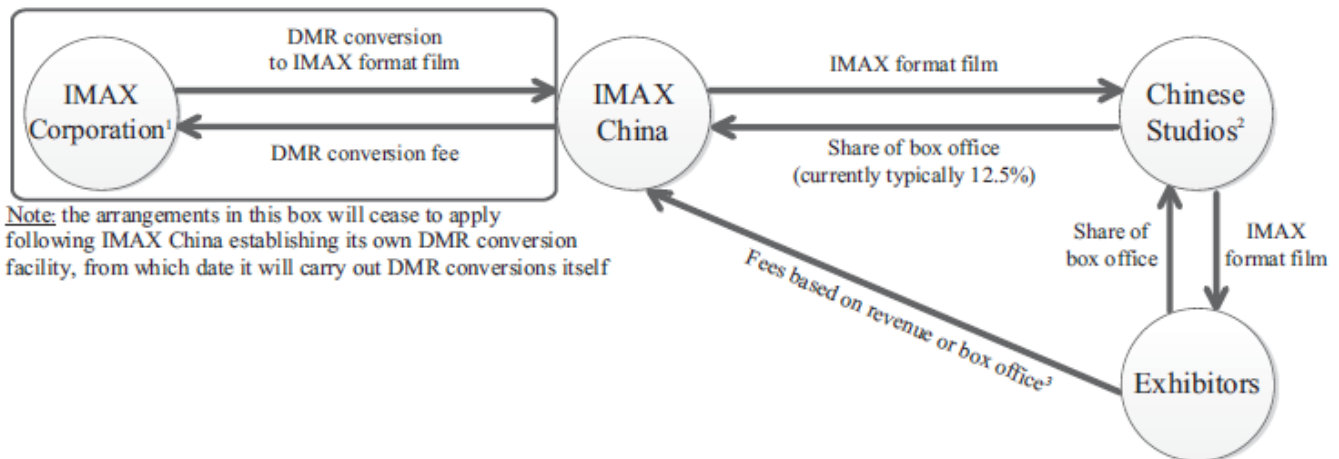 IMAX
Corporation¹
DMR conversion
to IMAX format film
DMR conversion fee
IMAX
China
IMAX format film
Share of box office
(currently typically 12.5%)
Chinese
Studios²
Note: the arrangements in this box will cease to apply
following IMAX China establishing its own DMR conversion
facility, from which date it will carry out DMR conversions itself
Fees based on revenue or box office³
Share of
box office
IMAX
format film
Exhibitors